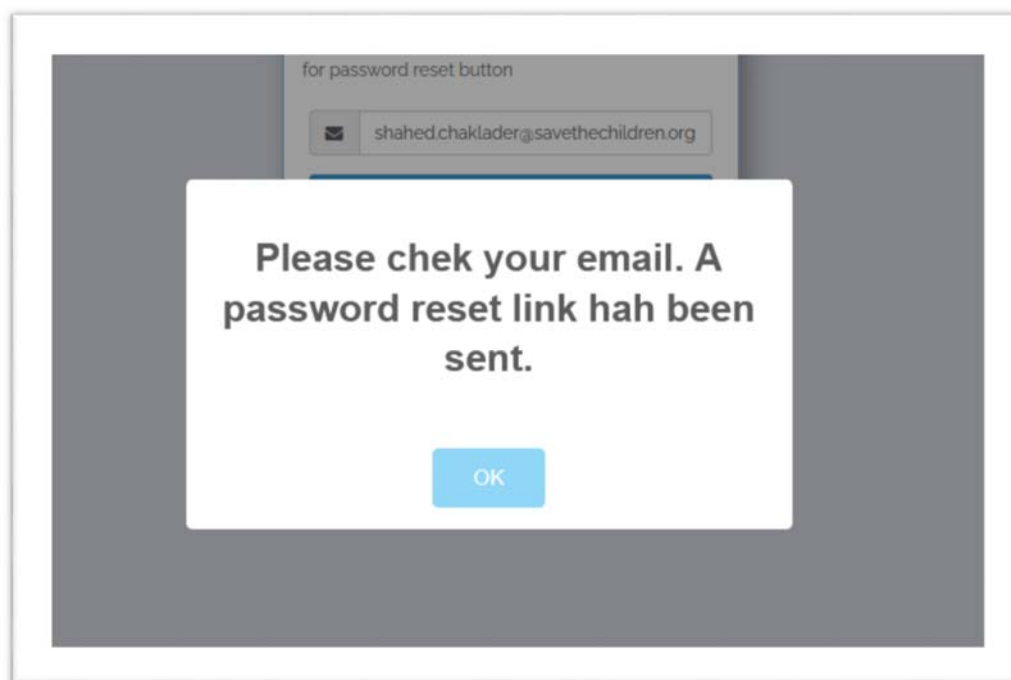 for password reset button
shahed.chaklader@savethechildren.org
Please chek your email. A
password reset link hah been
sent.
OK